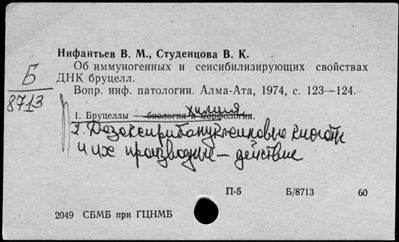 Нифантьев В. М., Студенцова В. К.
Об иммуногенных и сенсибилизирующих свойствах
ДНК бруцелл.
Вопр. инф. патологии. Алма-Ата, 1974, с. 123—124.
Б
8713
химия
1. Бруцеллы — биология и морфология.
2. Дезоксирибонуклеиновые кислоты
и их производные — действие
П-5 Б/8713 60
2049 СБМБ при ГЦНМБ